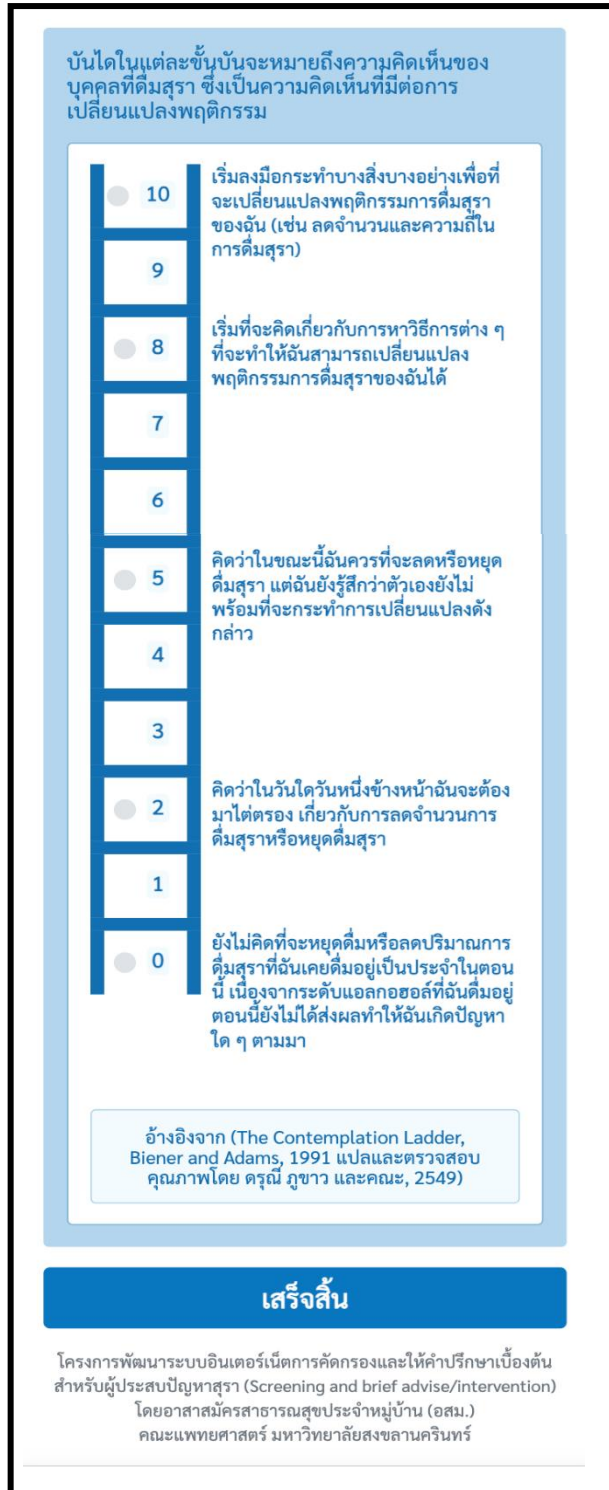 บันไดในแต่ละขั้นบันจะหมายถึงความคิดเห็นของ
บุคคลที่ดื่มสุรา ซึ่งเป็นความคิดเห็นที่มีต่อการ
เปลี่ยนแปลงพฤติกรรม
10
เริ่มลงมือกระทำบางสิ่งบางอย่างเพื่อที่
จะเปลี่ยนแปลงพฤติกรรมการดื่มสุรา
ของฉัน (เช่น ลดจำนวนและความถี่ใน
การดื่มสุรา)
9
8
เริ่มที่จะคิดเกี่ยวกับการหาวิธีการต่าง ๆ
ที่จะทำให้ฉันสามารถเปลี่ยนแปลง
พฤติกรรมการดื่มสุราของฉันได้
7
6
5
คิดว่าในขณะนี้ฉันควรที่จะลดหรือหยุด
ดื่มสุรา แต่ฉันยังรู้สึกว่าตัวเองยังไม่
พร้อมที่จะกระทำการเปลี่ยนแปลงดัง
กล่าว
4
3
2
คิดว่าในวันใดวันหนึ่งข้างหน้าฉันจะต้อง
มาไต่ตรอง เกี่ยวกับการลดจำนวนการ
ดื่มสุราหรือหยุดดื่มสุรา
1
0
ยังไม่คิดที่จะหยุดดื่มหรือลดปริมาณการ
ดื่มสุราที่ฉันเคยดื่มอยู่เป็นประจำในตอน
นี้ เนื่องจากระดับแอลกอฮอล์ที่ฉันดื่มอยู่
ตอนนี้ยังไม่ได้ส่งผลทำให้ฉันเกิดปัญหา
ใด ๆ ตามมา
อ้างอิงจาก (The Contemplation Ladder,
Biener and Adams, 1991 แปลและตรวจสอบ
คุณภาพโดย ดรุณี ภูขาว และคณะ, 2549)
เสร็จสิ้น
โครงการพัฒนาระบบอินเตอร์เน็ตการคัดกรองและให้คำปรึกษาเบื้องต้น
สำหรับผู้ประสบปัญหาสุรา (Screening and brief advise/intervention)
โดยอาสาสมัครสาธารณสุขประจำหมู่บ้าน (อสม.)
คณะแพทยศาสตร์ มหาวิทยาลัยสงขลานครินทร์